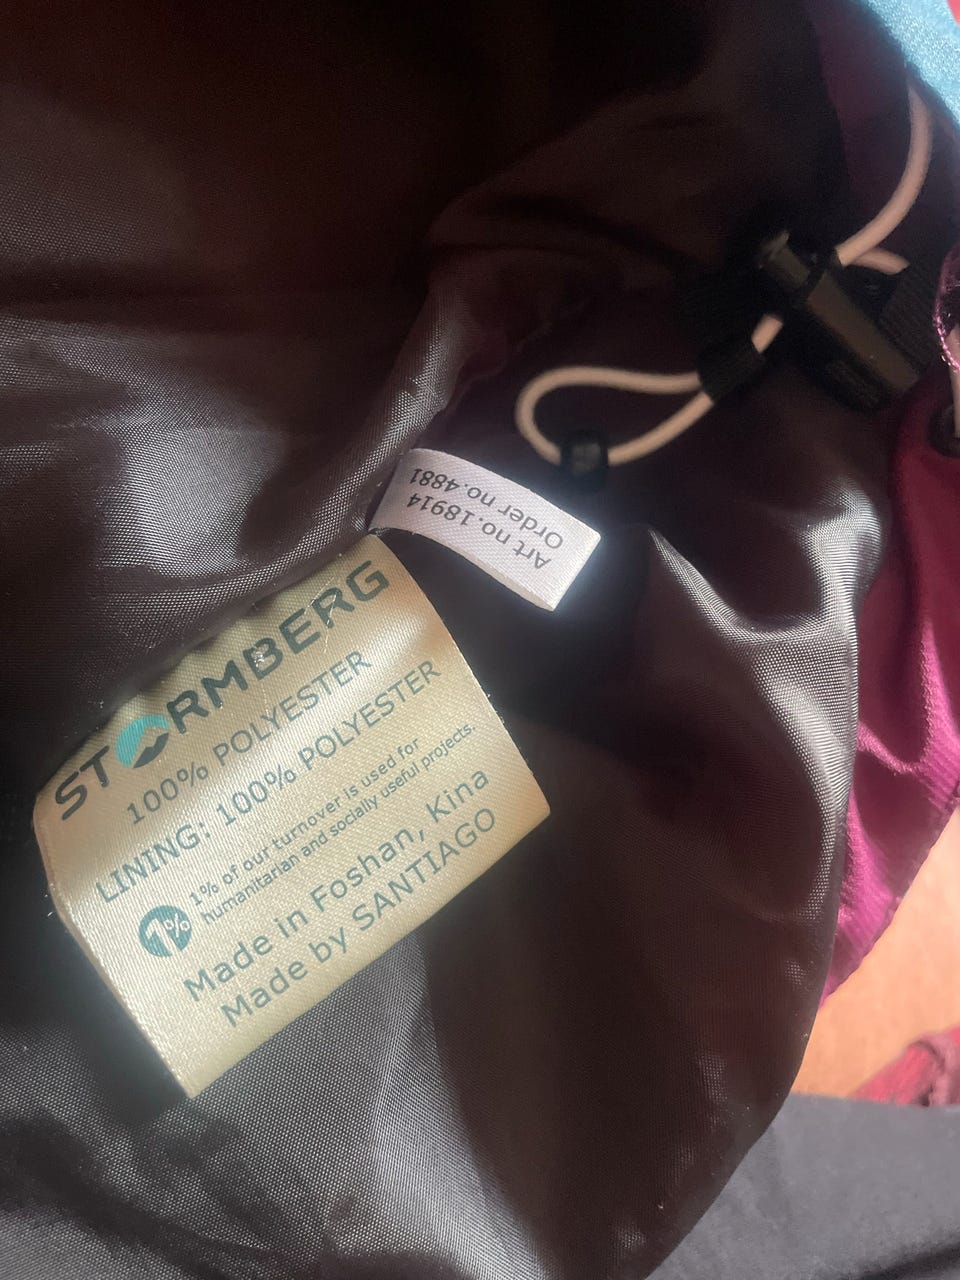 STORMBERG
100% POLYESTER
LINING: 100% POLYESTER
1%
1% of our turnover is used for
humanitarian and socially useful projects.
Made in Foshan, Kina
Made by SANTIAGO
Art no.18914
Order no.4881